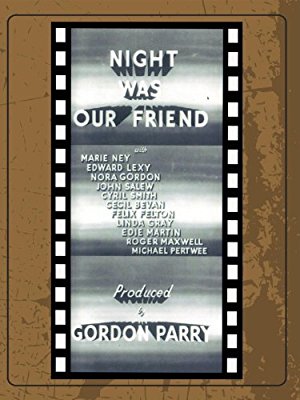 NIGHT
WAS
OUR FRIEND
with
MARIE NEY
EDWARD LEXY
NORA GORDON
JOHN SALEW
CYRIL SMITH
CECIL BEVAN
FELIX FELTON
LINDA GRAY
EDIE MARTIN
ROGER MAXWELL
MICHAEL PERTWEE
Produced
by
GORDON PARRY